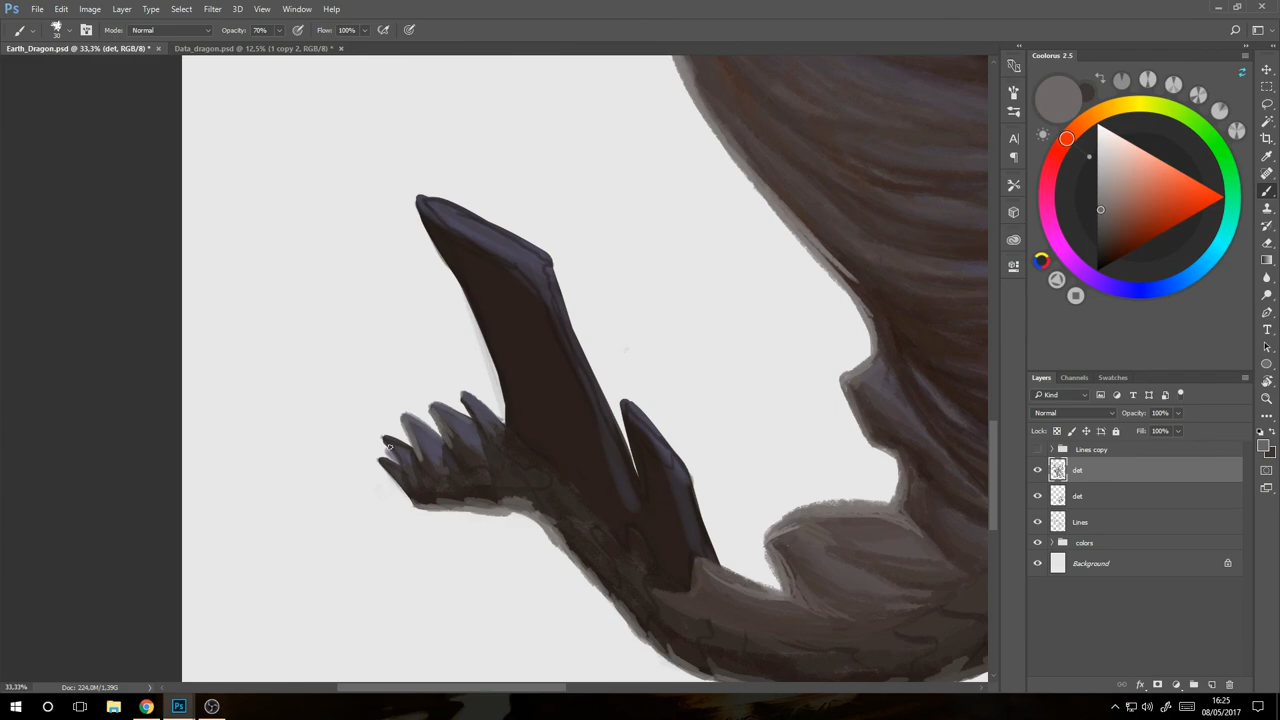 Ps File Edit Image Layer Type Select Filter 3D View Window Help
30 Mode: Normal Opacity: 70% Flow: 100%
Earth_Dragon.psd @ 33,3% (det, RGB/8) * × Data_dragon.psd @ 12,5% (1 copy 2, RGB/8) * ×
Coolorus 2.5
Layers Channels Swatches
Kind
Normal Opacity: 100%
Lock: Fill: 100%
Lines copy
det
det
Lines
colors
Background
33,33% Doc: 224,0M/1,39G
Ps
16:25
08/05/2017